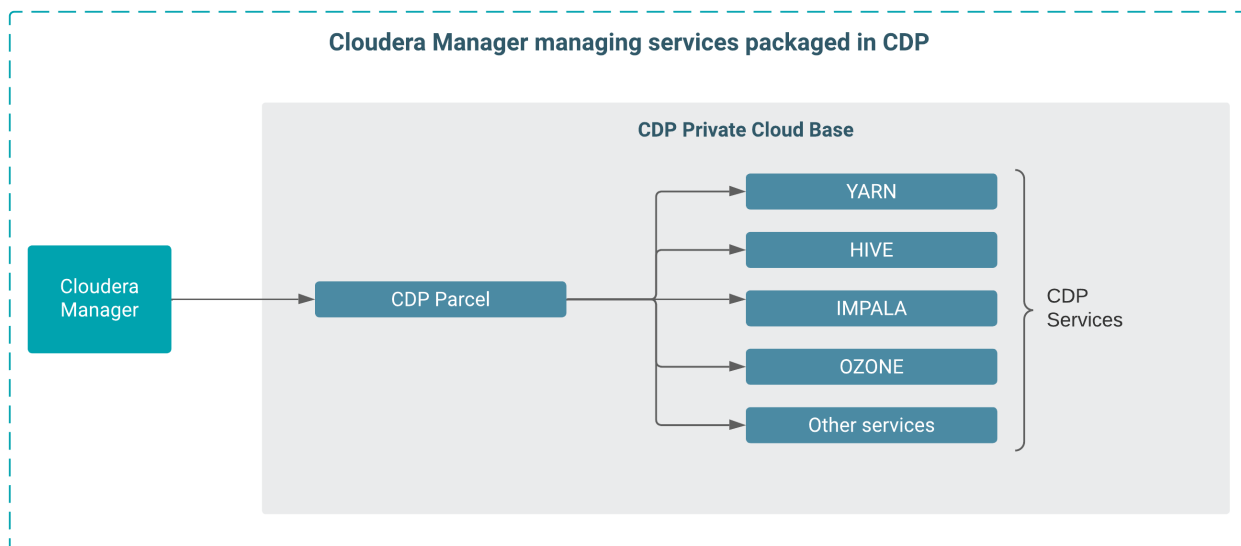 Cloudera Manager managing services packaged in CDP
CDP Private Cloud Base
Cloudera
Manager
CDP Parcel
YARN
HIVE
IMPALA
OZONE
Other services
CDP
Services